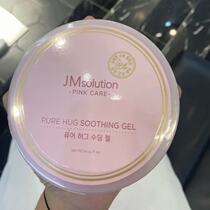 JMsolution
-PINK CARE-
PURE HUG SOOTHING GEL
퓨어 허그 수딩 젤